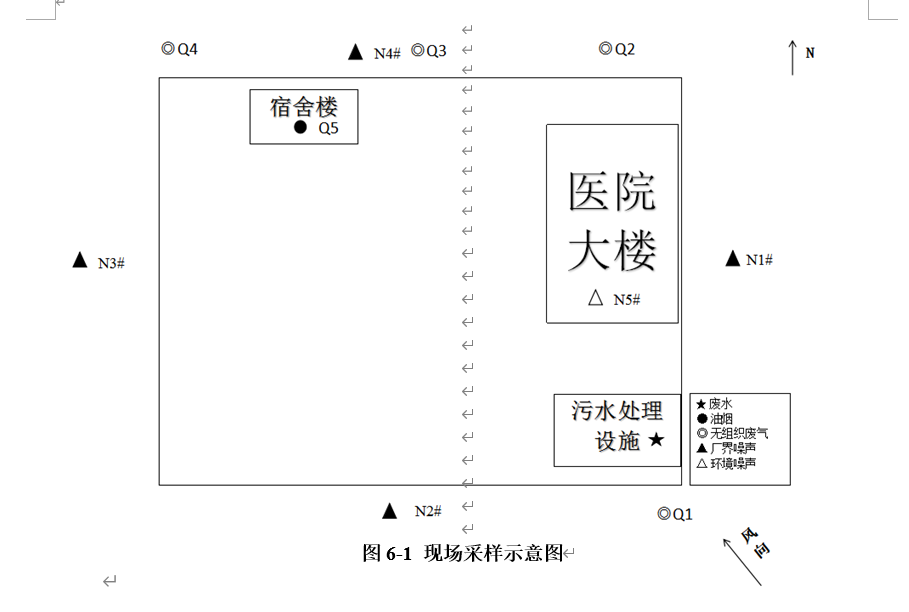 ◎Q4
▲ N4#
◎Q3
◎Q2
N
宿舍楼
● Q5
医院
大楼
△ N5#
▲ N3#
▲ N1#
污水处理
设施★
★废水
●油烟
◎无组织废气
▲厂界噪声
△环境噪声
▲ N2#
◎Q1
风向
图 6-1 现场采样示意图